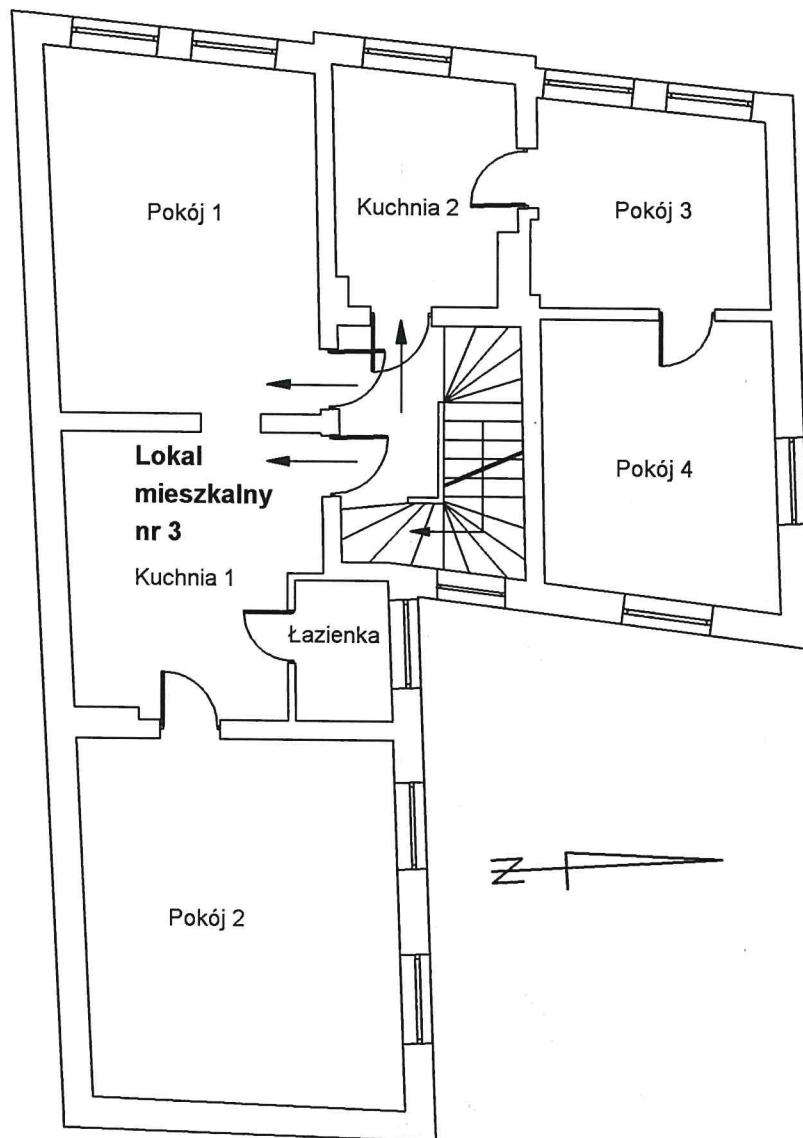 Pokój 1
Kuchnia 2
Pokój 3
Lokal
mieszkalny
nr 3
Kuchnia 1
Pokój 4
Łazienka
Pokój 2
N